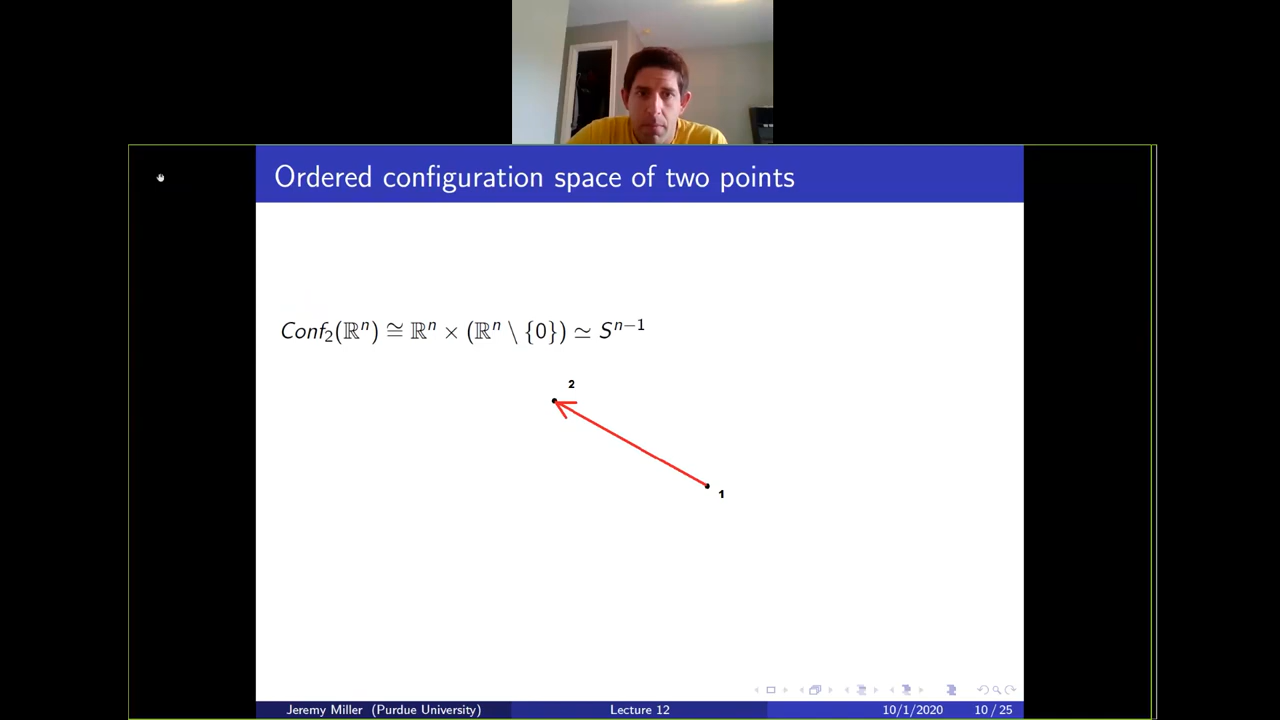 Ordered configuration space of two points
Conf₂(ℝⁿ) ≅ ℝⁿ × (ℝⁿ \ {0}) ≃ Sⁿ⁻¹
2
1
Jeremy Miller (Purdue University) Lecture 12 10/1/2020 10 / 25